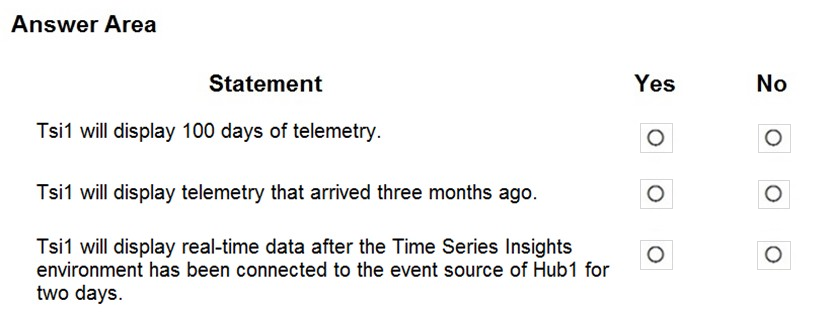 Answer Area
Statement Yes No
Tsi1 will display 100 days of telemetry.
Tsi1 will display telemetry that arrived three months ago.
Tsi1 will display real-time data after the Time Series Insights
environment has been connected to the event source of Hub1 for
two days.